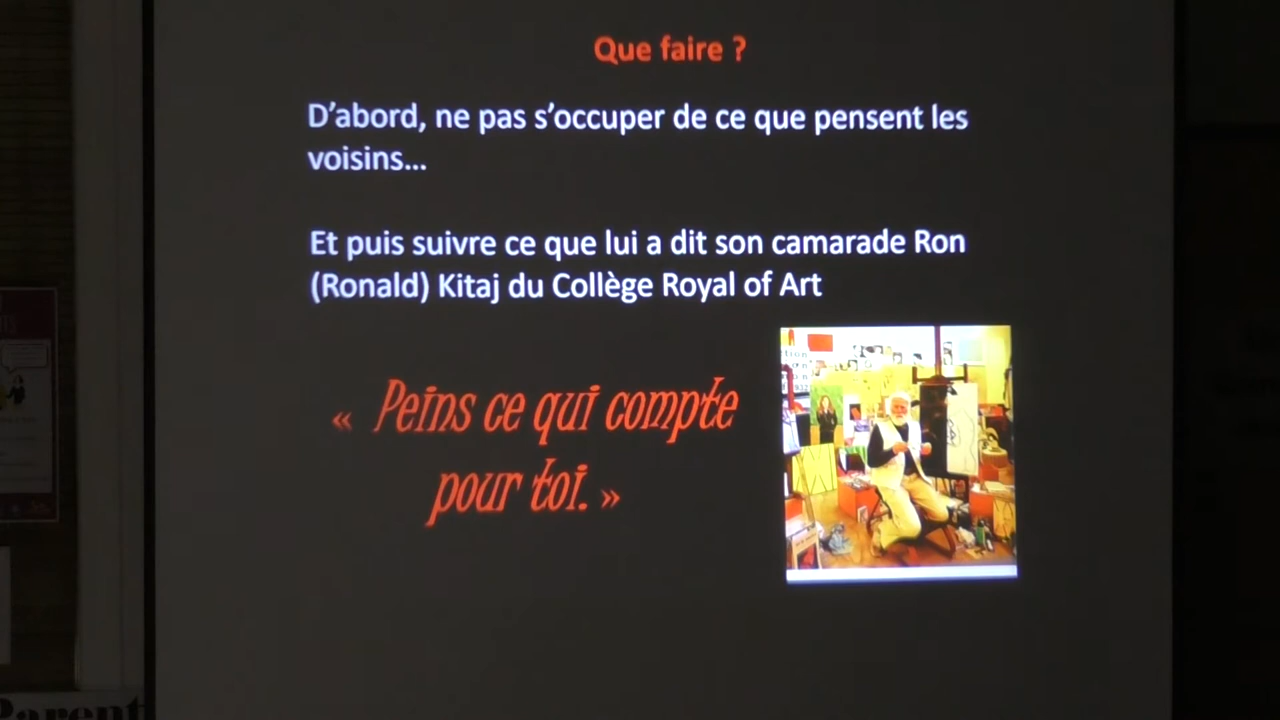 Que faire ?
D’abord, ne pas s’occuper de ce que pensent les
voisins...
Et puis suivre ce que lui a dit son camarade Ron
(Ronald) Kitaj du Collège Royal of Art
« Peins ce qui compte
pour toi. »
Parent